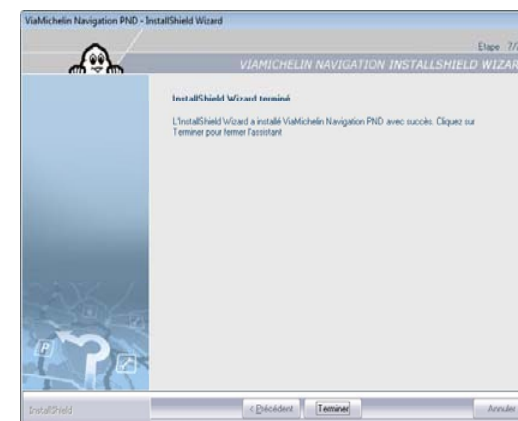 ViaMichelin Navigation PND - InstallShield Wizard
Etape 7/
VIAMICHELIN NAVIGATION INSTALLSHIELD WIZAR
InstallShield Wizard terminé
L'InstallShield Wizard a installé ViaMichelin Navigation PND avec succès. Cliquez sur
Terminer pour fermer l'assistant
P
InstallShield
< Précédent
Terminer
Annuler